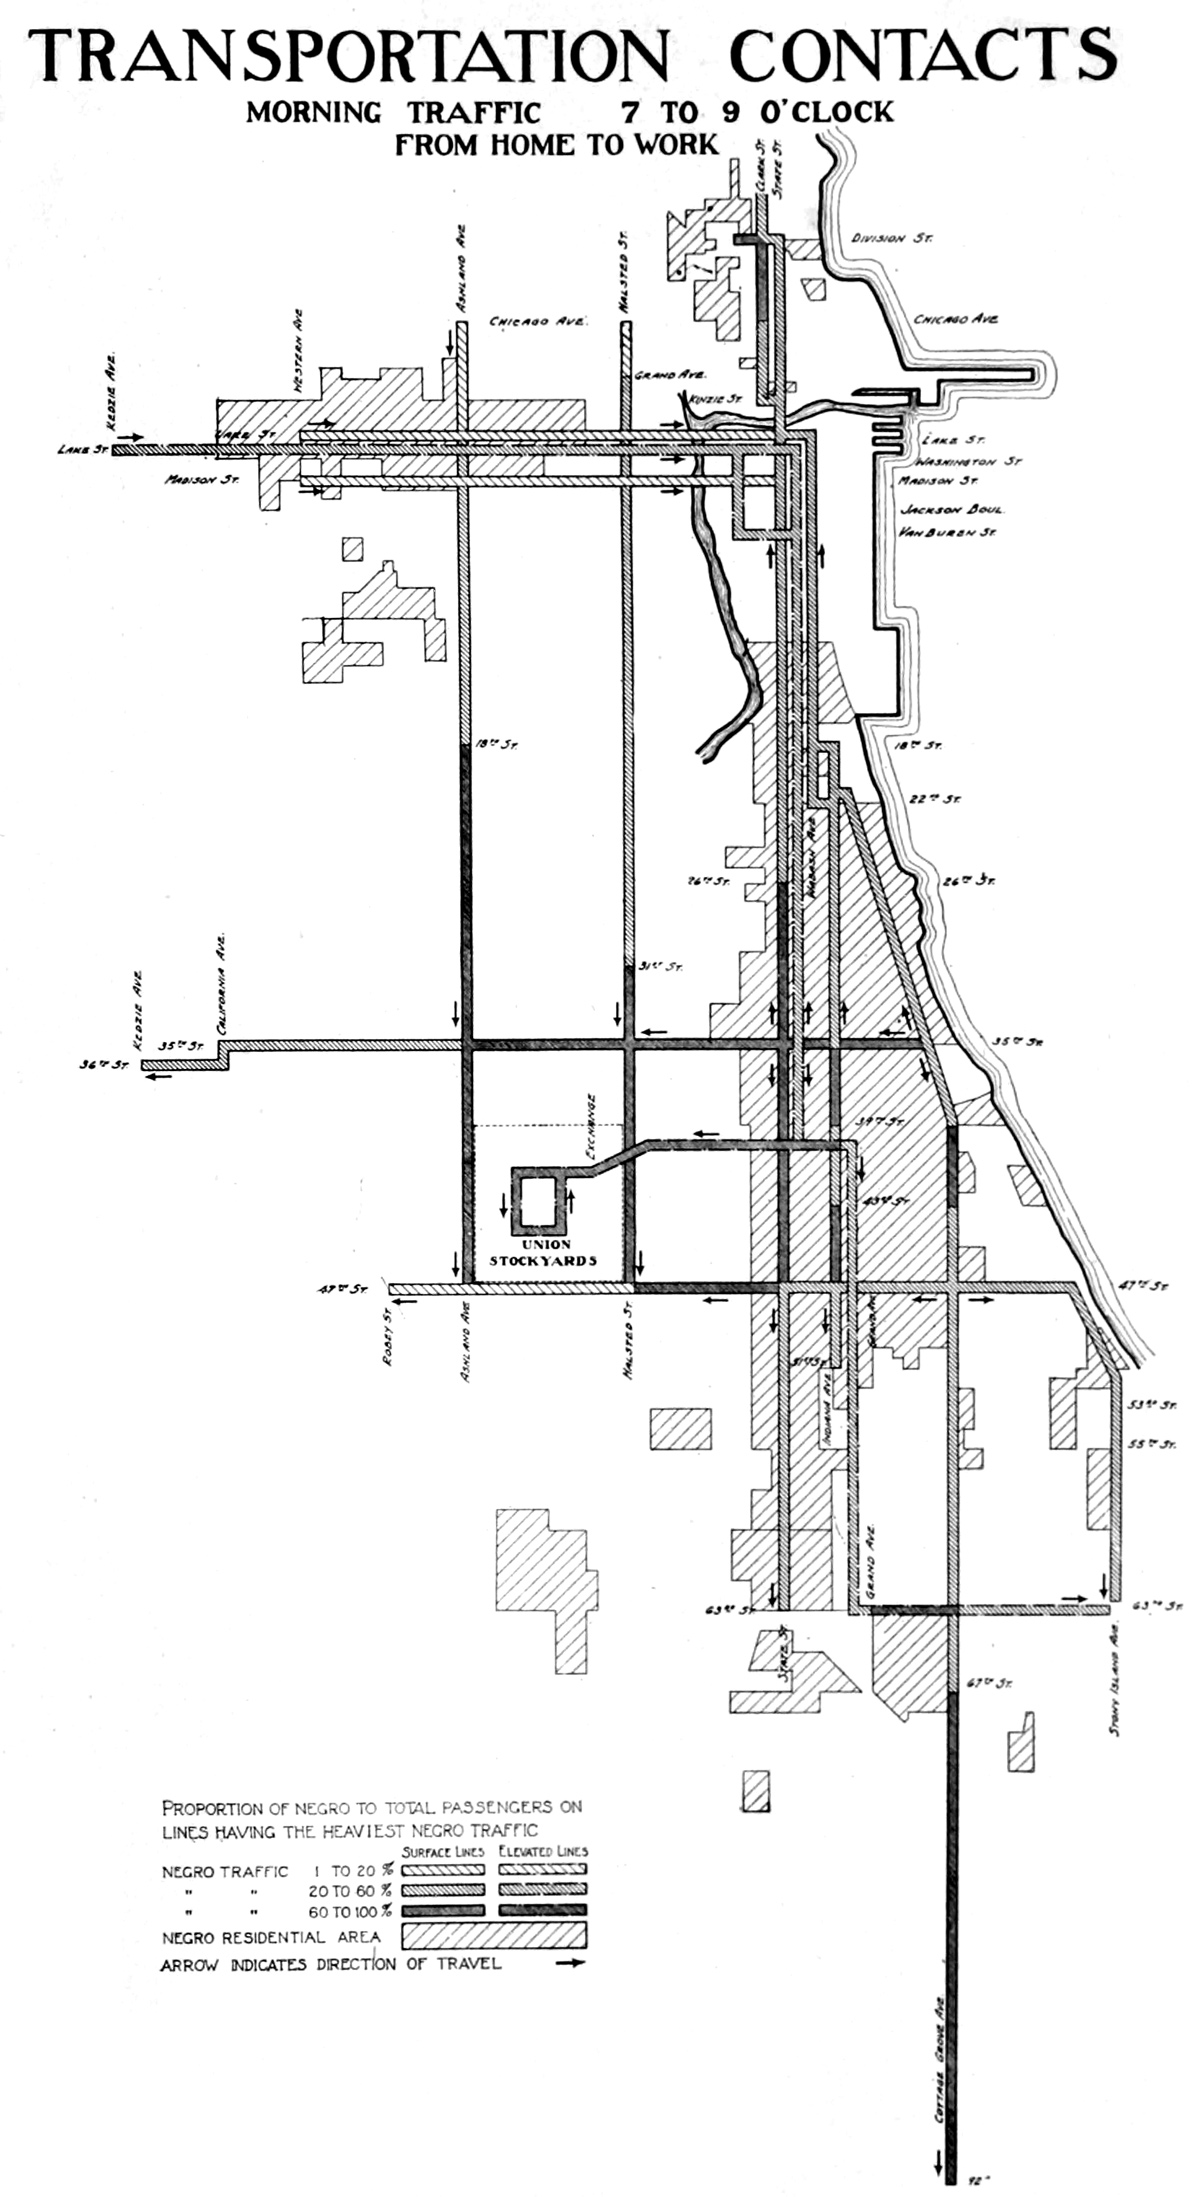 TRANSPORTATION CONTACTS
MORNING TRAFFIC 7 TO 9 O'CLOCK
FROM HOME TO WORK
CLARK ST.
STATE ST.
DIVISION ST.
ASHLAND AVE
HALSTED ST.
WESTERN AVE
CHICAGO AVE.
CHICAGO AVE
KEDZIE AVE.
GRAND AVE.
KINZIE ST
LAKE ST.
LAKE ST.
LAKE ST.
WASHINGTON ST
MADISON ST.
MADISON ST.
JACKSON BOUL.
VAN BUREN ST.
18TH ST.
18TH ST.
22ND ST.
WABASH AVE
26TH ST.
26TH ST.
31ST ST.
CALIFORNIA AVE.
KEDZIE AVE
35TH ST.
36TH ST.
35TH ST.
EXCHANGE
39TH ST.
43RD ST
UNION
STOCKYARDS
47TH ST.
47TH ST
ROBEY ST.
ASHLAND AVE
HALSTED ST.
GRAND AVE
51ST ST.
INDIANA AVE
53RD ST.
55TH ST.
GRAND AVE.
63RD ST.
63RD ST.
STATE ST.
STONY ISLAND AVE.
67TH ST.
PROPORTION OF NEGRO TO TOTAL PASSENGERS ON
LINES HAVING THE HEAVIEST NEGRO TRAFFIC
SURFACE LINES ELEVATED LINES
NEGRO TRAFFIC 1 TO 20 %
" " 20 TO 60 %
" " 60 TO 100 %
NEGRO RESIDENTIAL AREA
ARROW INDICATES DIRECTION OF TRAVEL
COTTAGE GROVE AVE
92"